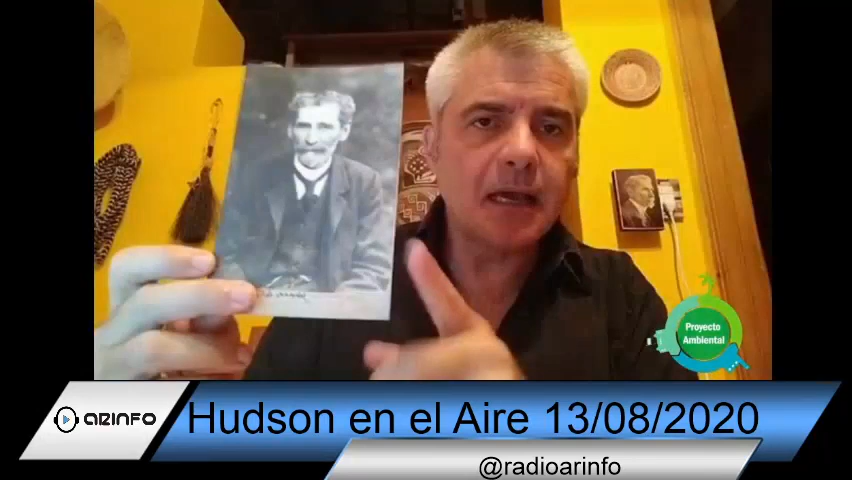 Proyecto
Ambiental
ARINFO
Hudson en el Aire 13/08/2020
@radioarinfo